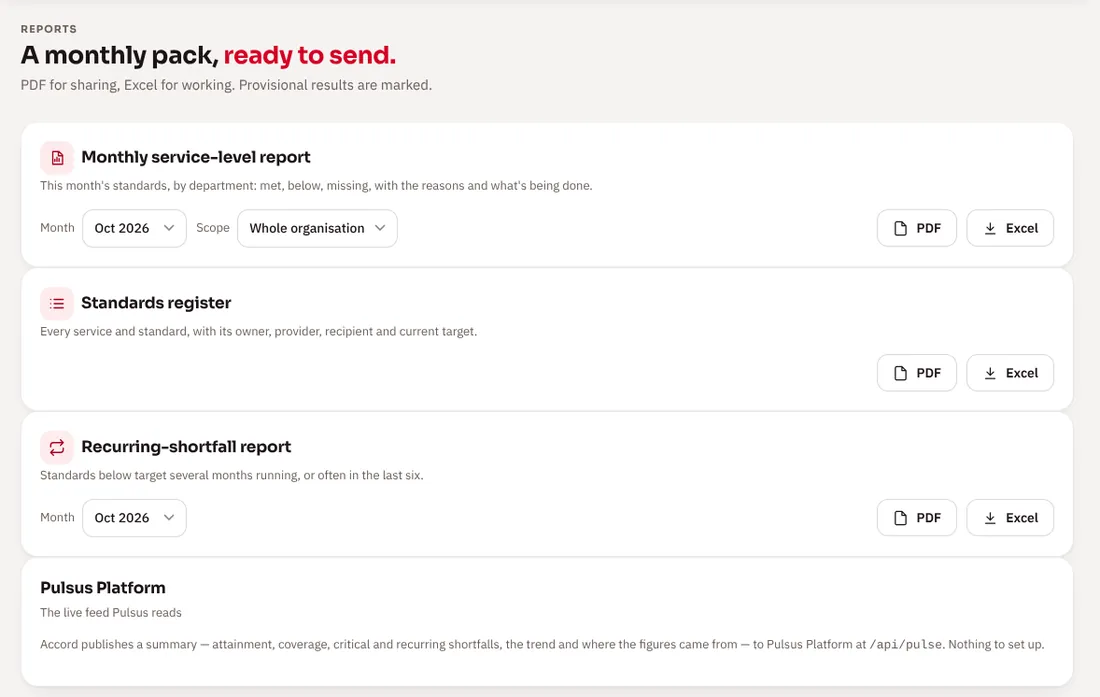 REPORTS
A monthly pack, ready to send.
PDF for sharing, Excel for working. Provisional results are marked.
Monthly service-level report
This month's standards, by department: met, below, missing, with the reasons and what's being done.
Month Oct 2026 Scope Whole organisation PDF Excel
Standards register
Every service and standard, with its owner, provider, recipient and current target.
PDF Excel
Recurring-shortfall report
Standards below target several months running, or often in the last six.
Month Oct 2026 PDF Excel
Pulsus Platform
The live feed Pulsus reads
Accord publishes a summary — attainment, coverage, critical and recurring shortfalls, the trend and where the figures came from — to Pulsus Platform at /api/pulse. Nothing to set up.